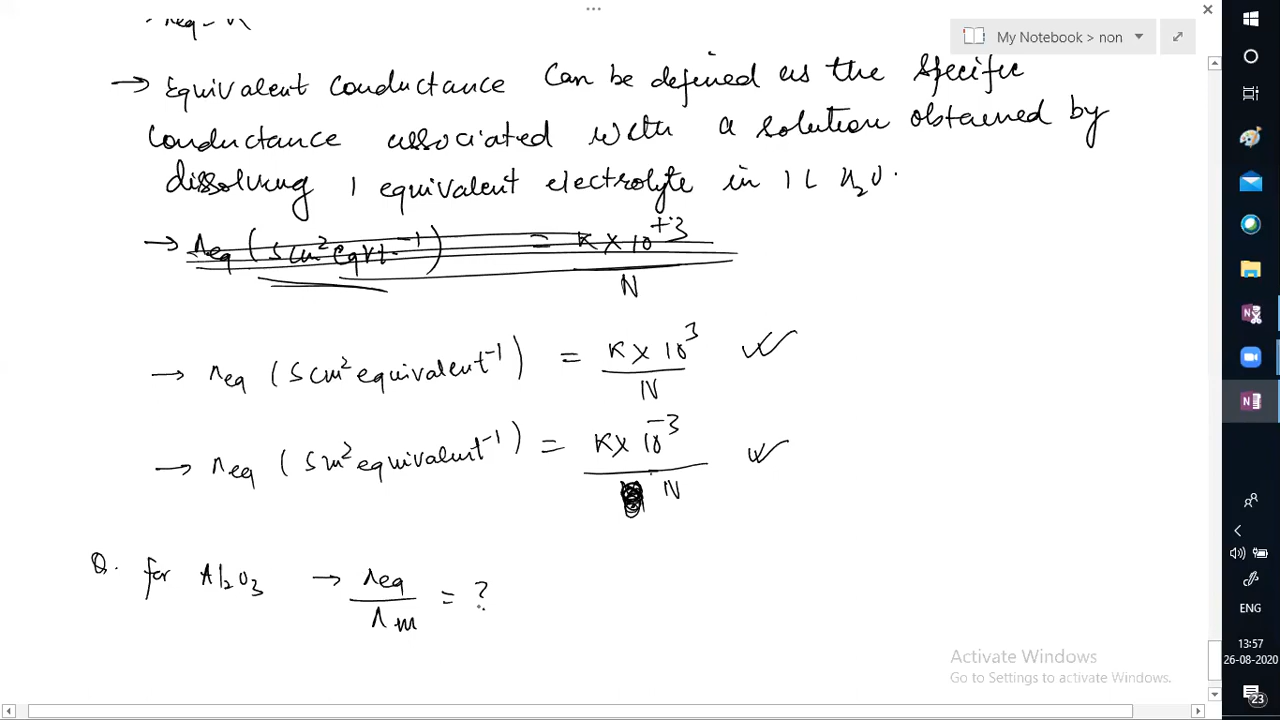 My Notebook > non
→ Equivalent conductance can be defined as the specific
conductance associated with a solution obtained by
dissolving 1 equivalent electrolyte in 1 L H₂O.
→ Λeq (S cm² eqvt⁻¹) = K × 10⁺³ / N
→ Λeq (S cm² equivalent⁻¹) = K × 10³ / N
→ Λeq (S m² equivalent⁻¹) = K × 10⁻³ / N
Q. for Al₂O₃ → Λeq / Λm = ?
Activate Windows
Go to Settings to activate Windows.
ENG
13:57
26-08-2020
23